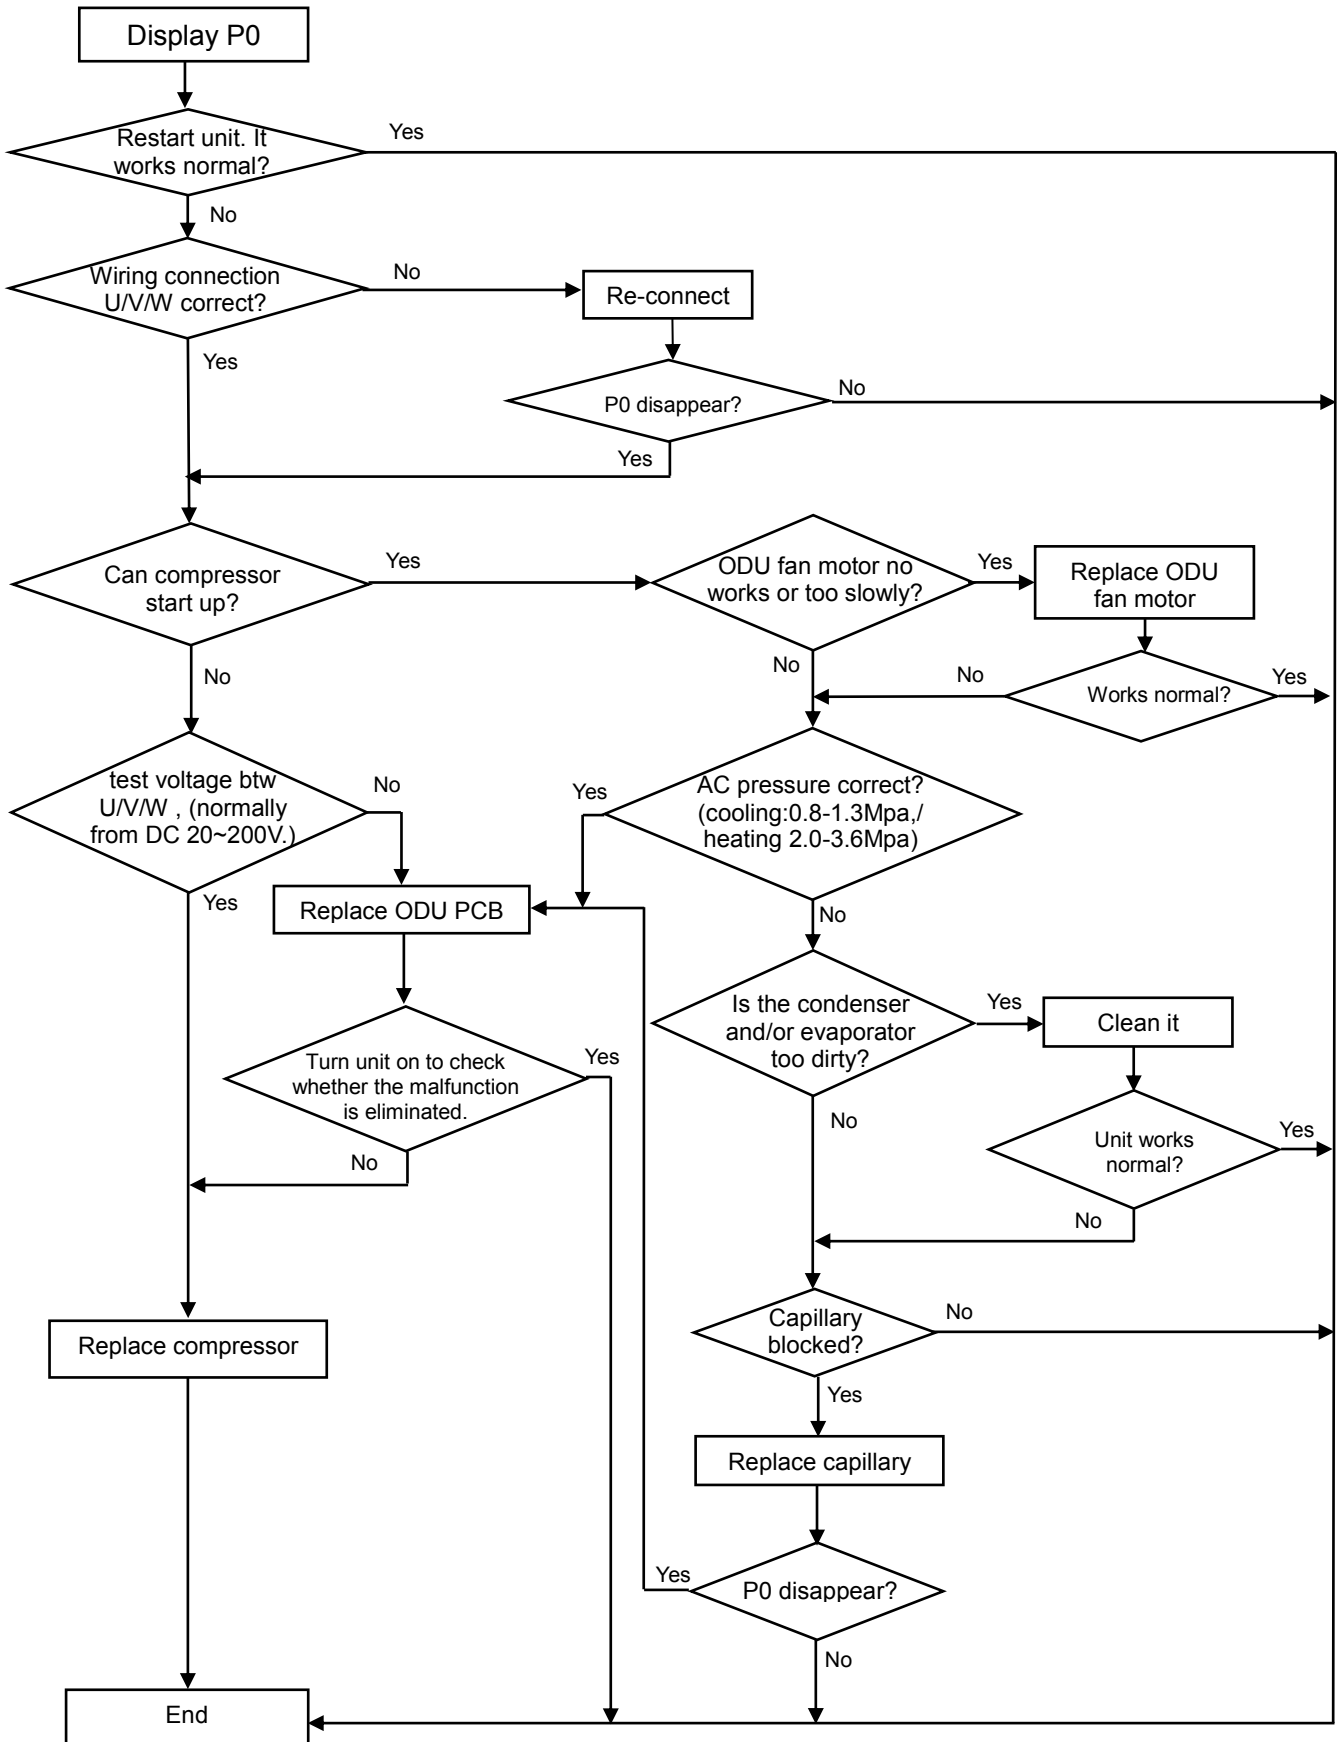 Display P0
Restart unit. It
works normal?
Yes
No
Wiring connection
U/V/W correct?
No
Re-connect
Yes
P0 disappear?
No
Yes
Can compressor
start up?
Yes
ODU fan motor no
works or too slowly?
Yes
Replace ODU
fan motor
No
No
No
Works normal?
Yes
test voltage btw
U/V/W , (normally
from DC 20~200V.)
No
Yes
AC pressure correct?
(cooling:0.8-1.3Mpa,/
heating 2.0-3.6Mpa)
Yes
Replace ODU PCB
No
Is the condenser
and/or evaporator
too dirty?
Yes
Clean it
Turn unit on to check
whether the malfunction
is eliminated.
Yes
No
No
Unit works
normal?
Yes
No
Capillary
blocked?
No
Replace compressor
Yes
Replace capillary
Yes
P0 disappear?
No
End